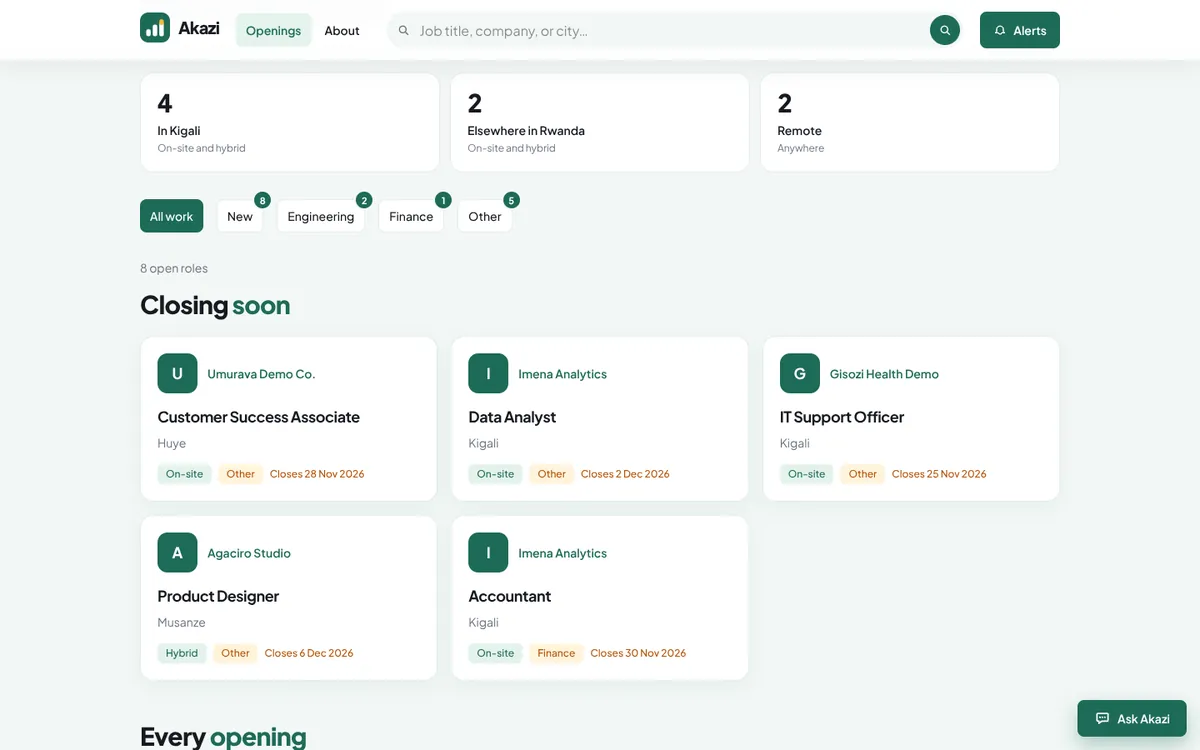 Akazi
Openings
About
Job title, company, or city...
Alerts
4
In Kigali
On-site and hybrid
2
Elsewhere in Rwanda
On-site and hybrid
2
Remote
Anywhere
All work
New 8
Engineering 2
Finance 1
Other 5
8 open roles
Closing soon
U
Umurava Demo Co.
Customer Success Associate
Huye
On-site Other Closes 28 Nov 2026
I
Imena Analytics
Data Analyst
Kigali
On-site Other Closes 2 Dec 2026
G
Gisozi Health Demo
IT Support Officer
Kigali
On-site Other Closes 25 Nov 2026
A
Agaciro Studio
Product Designer
Musanze
Hybrid Other Closes 6 Dec 2026
I
Imena Analytics
Accountant
Kigali
On-site Finance Closes 30 Nov 2026
Every opening
Ask Akazi